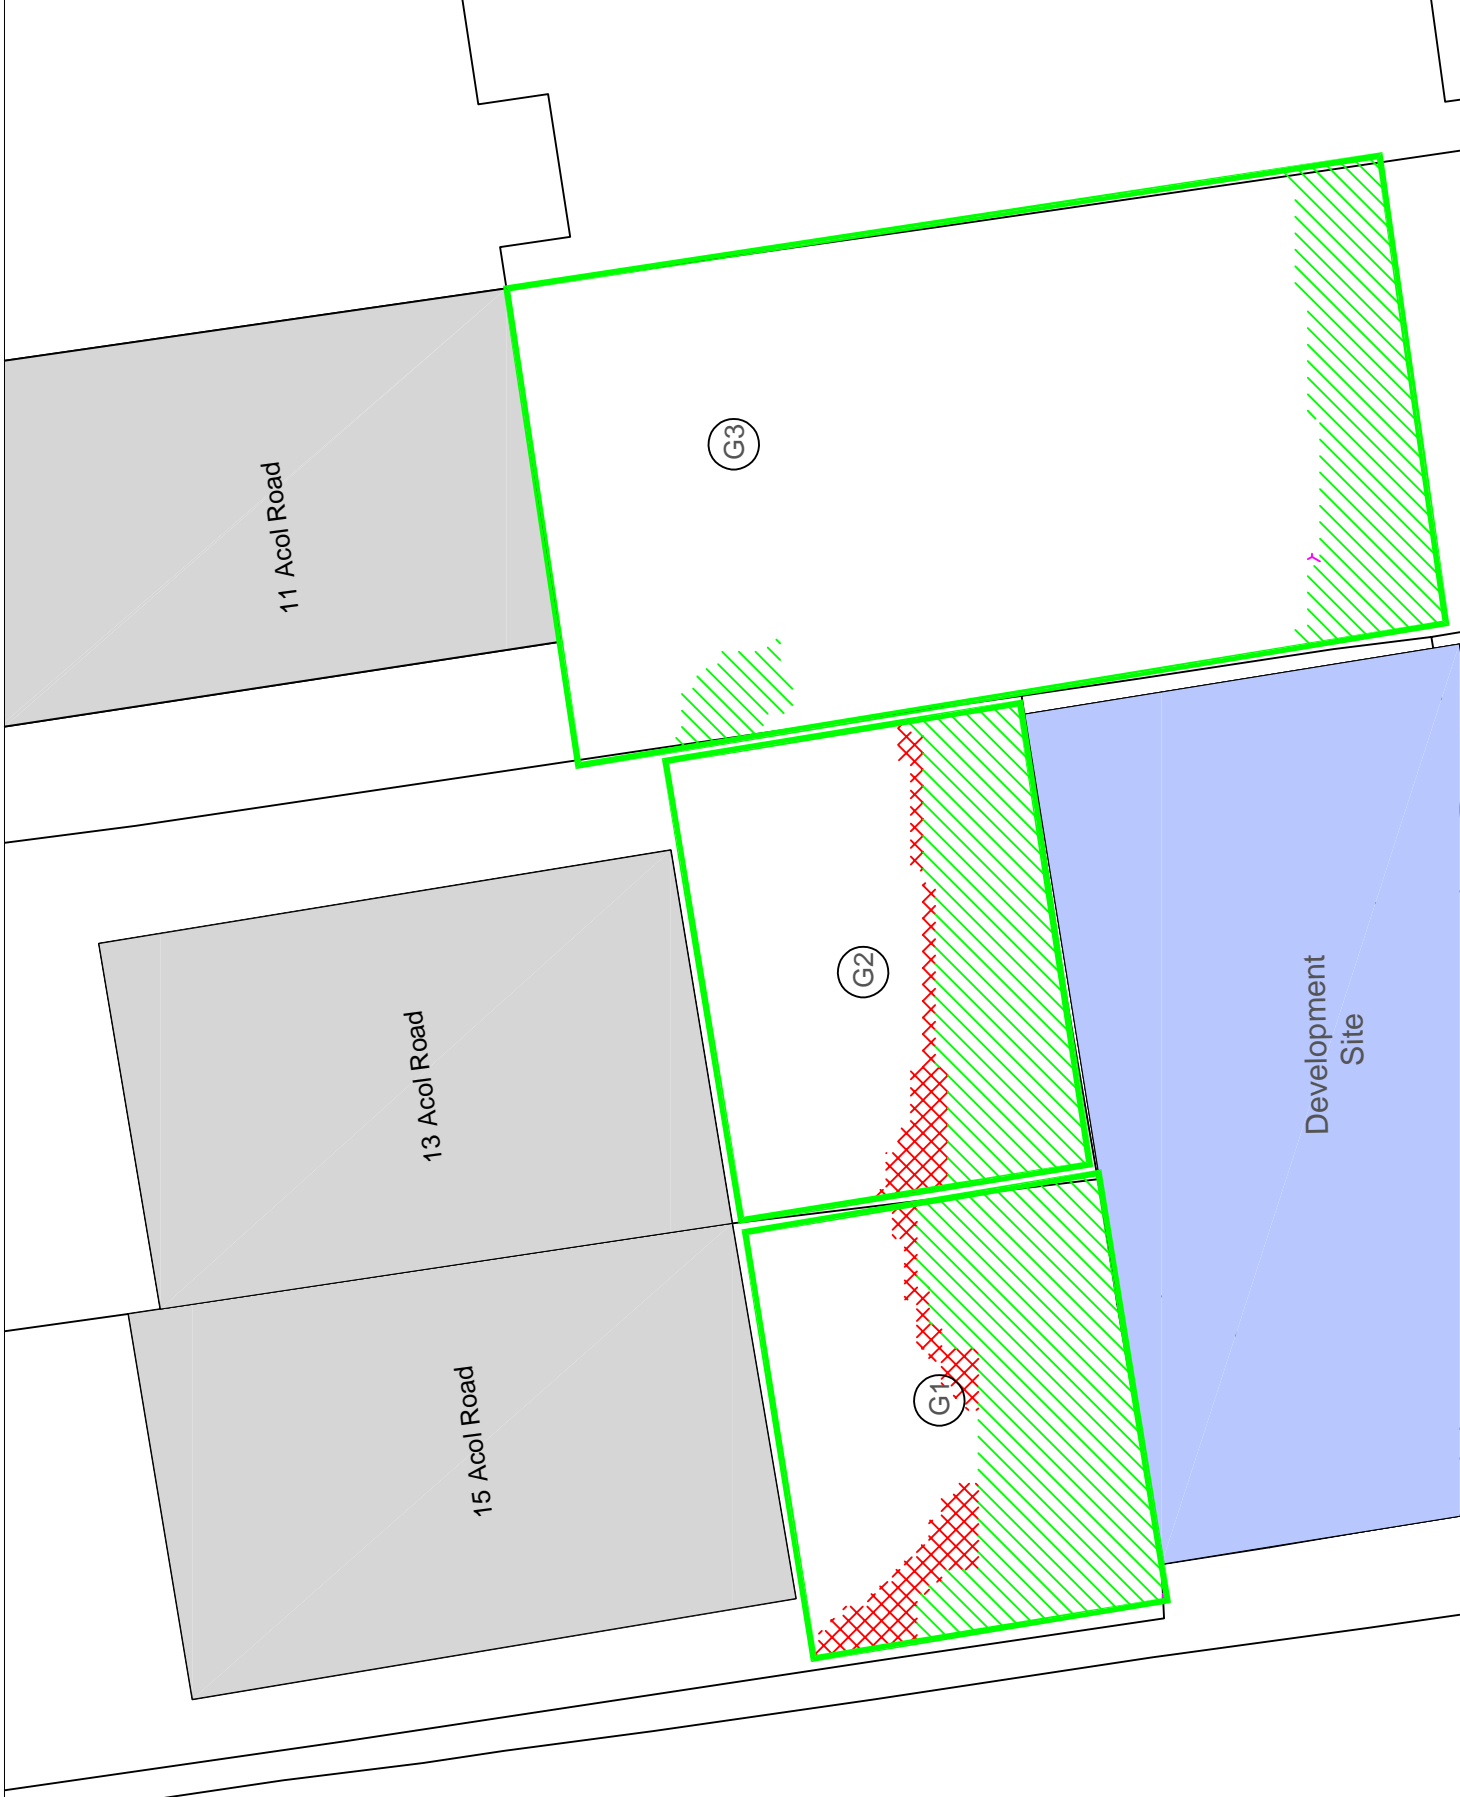 11 Acol Road
G3
13 Acol Road
G2
15 Acol Road
G1
Development
Site